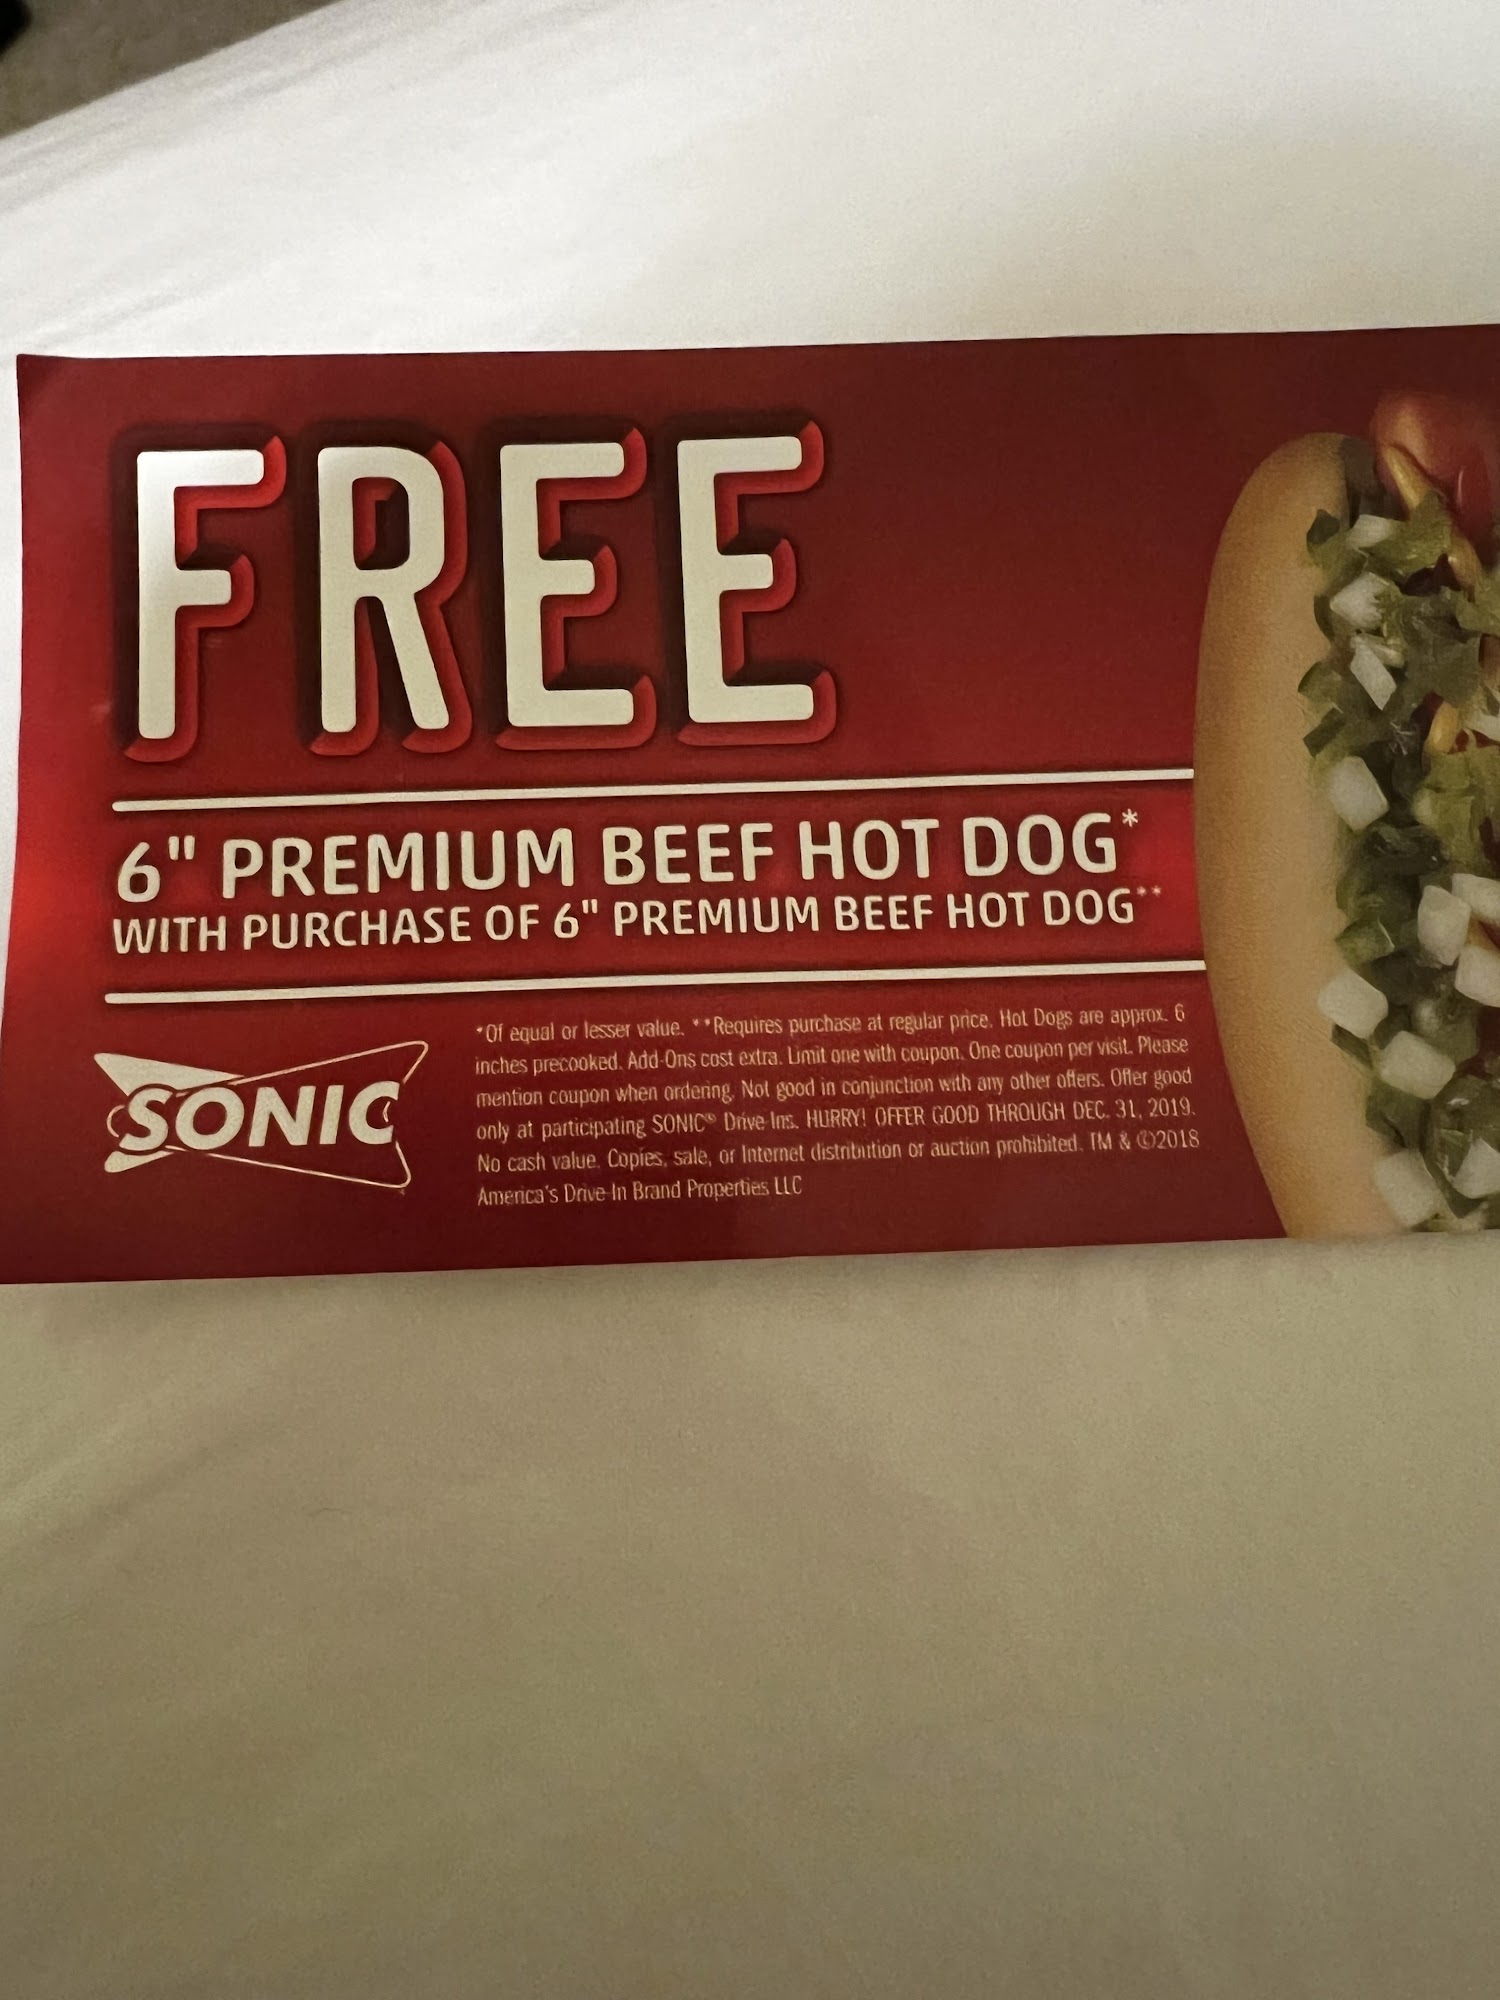 FREE
6" PREMIUM BEEF HOT DOG*
WITH PURCHASE OF 6" PREMIUM BEEF HOT DOG**
SONIC
*Of equal or lesser value. **Requires purchase at regular price. Hot Dogs are approx. 6
inches precooked. Add-Ons cost extra. Limit one with coupon. One coupon per visit. Please
mention coupon when ordering. Not good in conjunction with any other offers. Offer good
only at participating SONIC® Drive-Ins. HURRY! OFFER GOOD THROUGH DEC. 31, 2019.
No cash value. Copies, sale, or Internet distribution or auction prohibited. TM & ©2018
America's Drive-In Brand Properties LLC